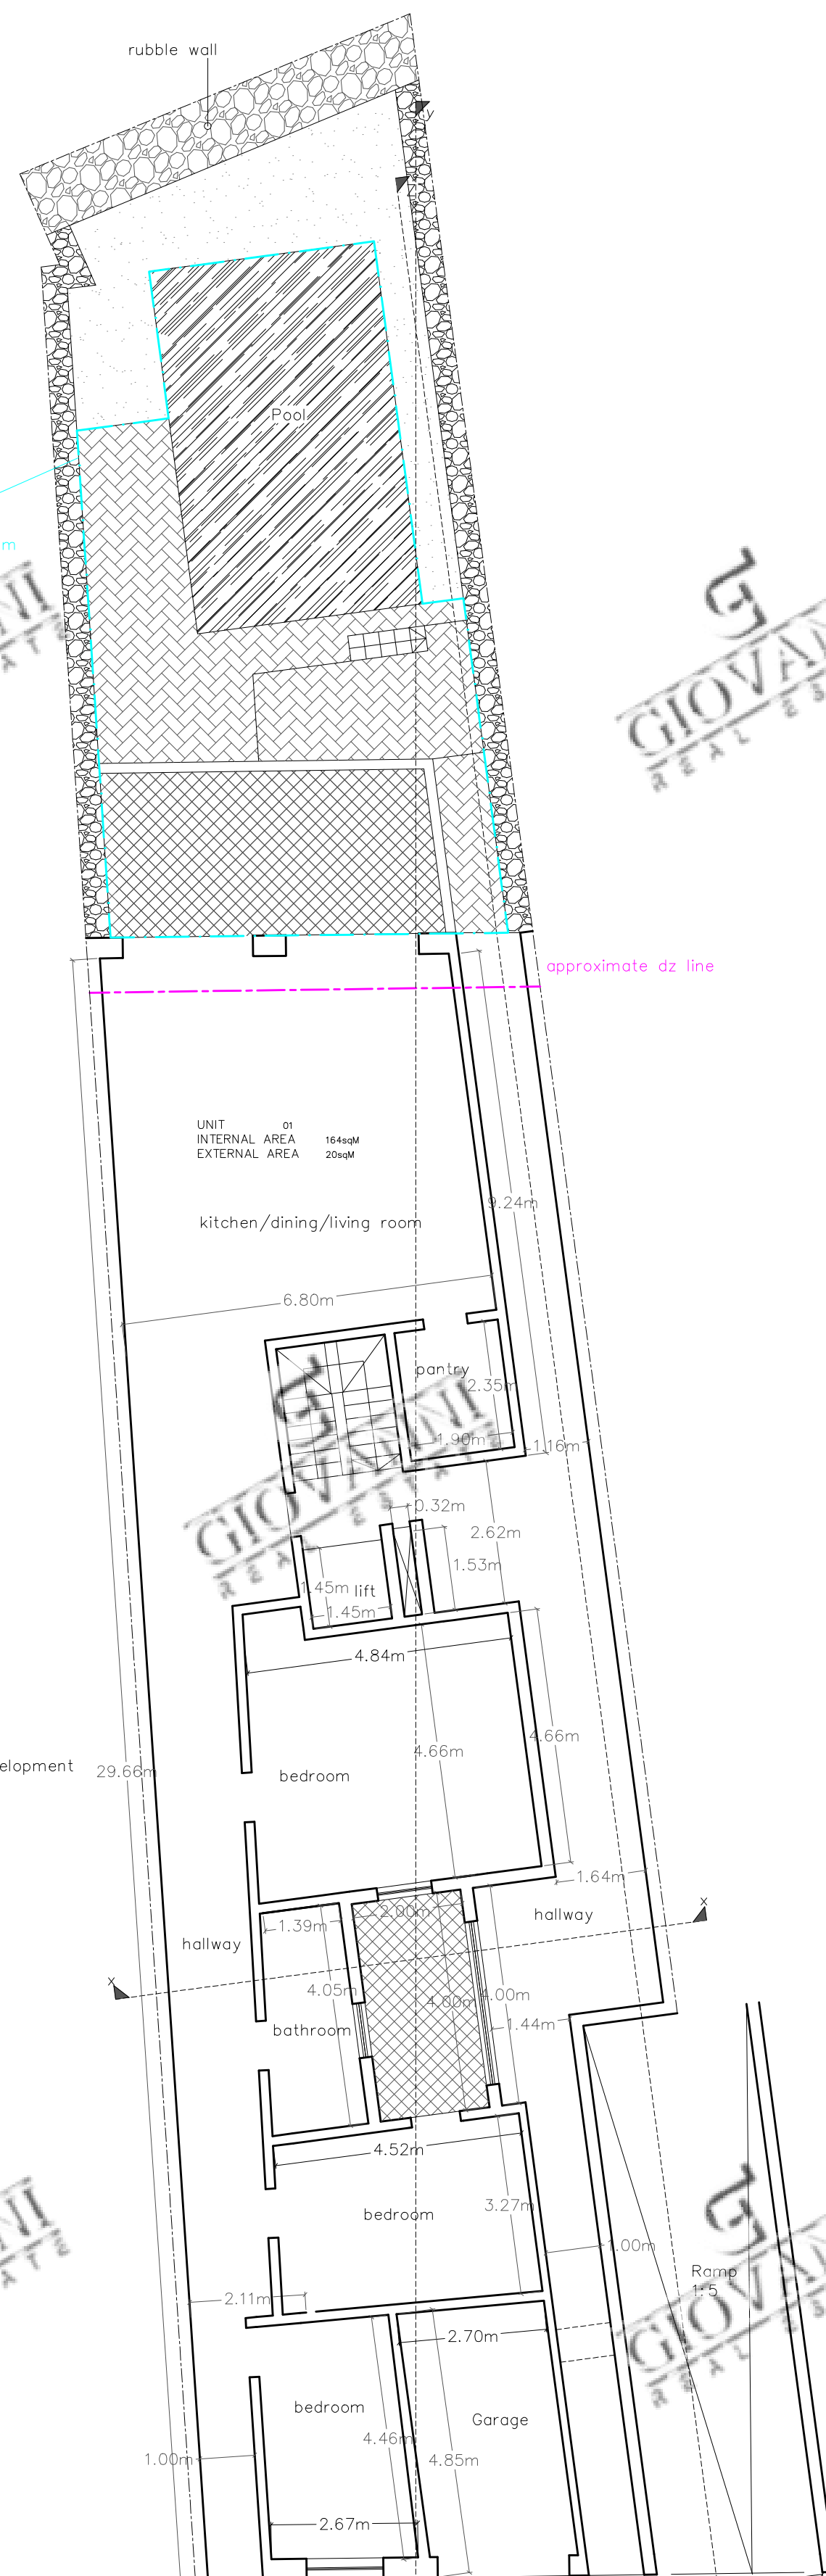 rubble wall
y
Pool
m
approximate dz line
UNIT 01
INTERNAL AREA 164sqM
EXTERNAL AREA 20sqM
9.24m
kitchen/dining/living room
6.80m
pantry
2.35m
1.90m
1.16m
0.32m
2.62m
1.53m
lift
1.45m
1.45m
4.84m
4.66m
4.66m
elopment
29.66m
bedroom
1.64m
x
2.00m
hallway
1.39m
hallway
x
4.05m
4.00m
4.00m
1.44m
bathroom
4.52m
3.27m
bedroom
1.00m
Ramp
1:5
2.11m
2.70m
bedroom
Garage
4.46m
4.85m
1.00m
2.67m
GIOVANNI